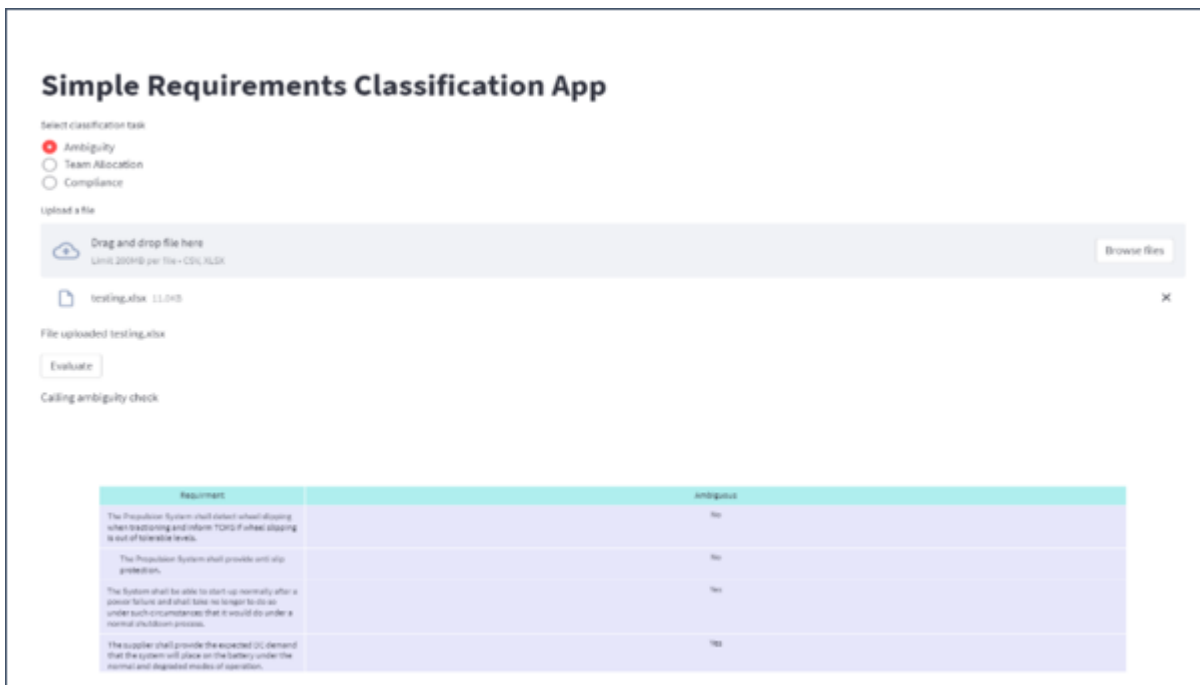 Simple Requirements Classification App
Select classification task
Ambiguity
Team Allocation
Compliance
Upload a file
Drag and drop file here
Limit 200MB per file • CSV, XLSX
Browse files
testing.xlsx 11.0KB
File uploaded testing.xlsx
Evaluate
Calling ambiguity check
Requirment Ambiguous
The Propulsion System shall detect wheel slipping No
when tractioning and inform if wheel slipping
is out of tolerable levels.
The Propulsion System shall provide anti slip No
protection.
The System shall be able to start up normally after a Yes
power failure and shall take no longer to do so
under such circumstances that it would do under a
normal shutdown process.
The supplier shall provide the expected DC demand Yes
that the system will place on the battery under the
normal and degraded modes of operation.